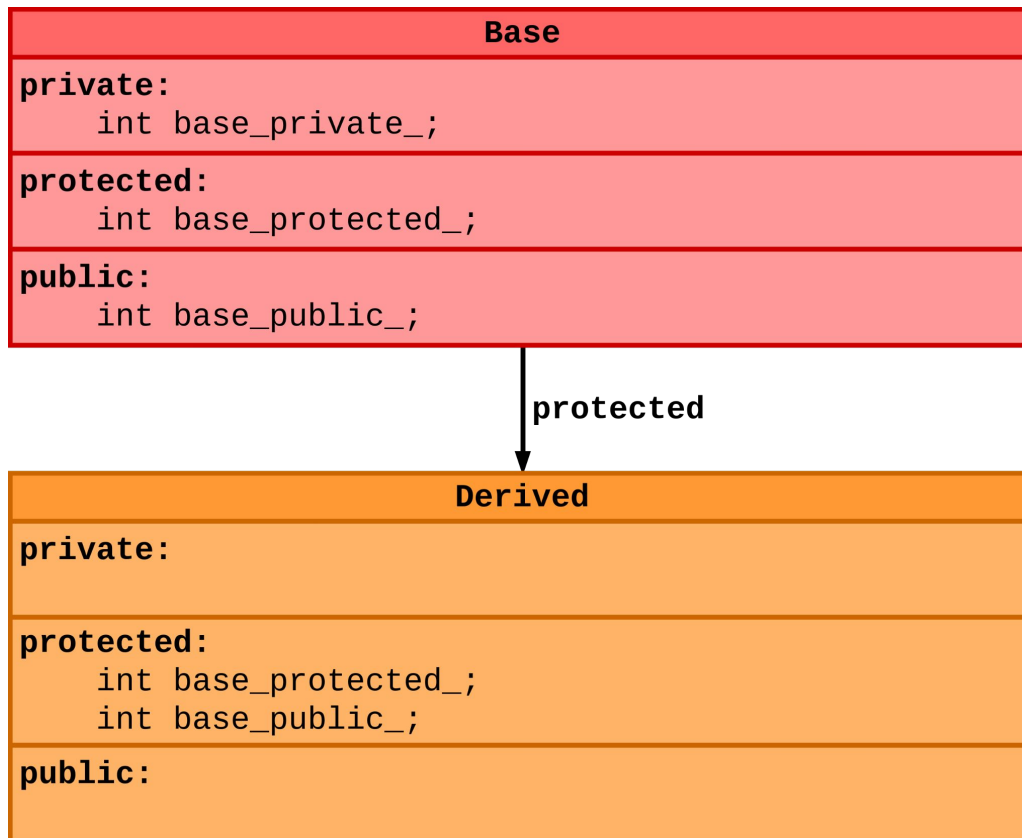 Base
private:
int base_private_;
protected:
int base_protected_;
public:
int base_public_;
protected
Derived
private:
protected:
int base_protected_;
int base_public_;
public: